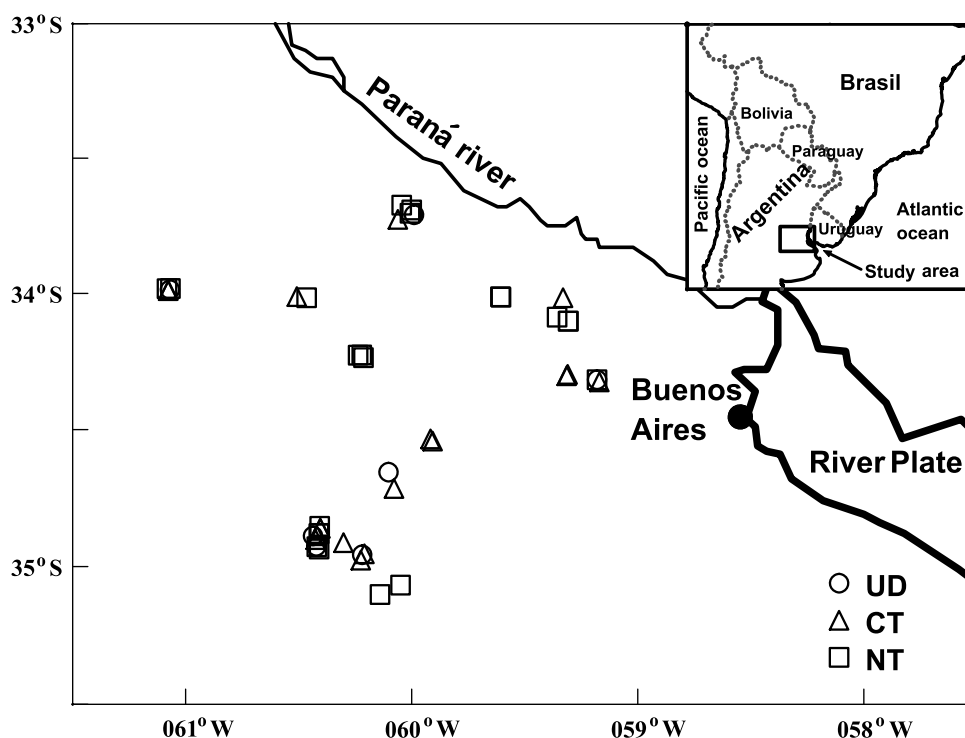 33° S
34° S
35° S
061° W
060° W
059° W
058° W
Paraná river
Buenos
Aires
River Plate
UD
CT
NT
Brasil
Bolivia
Paraguay
Pacific ocean
Argentina
Atlantic
ocean
Uruguay
Study area